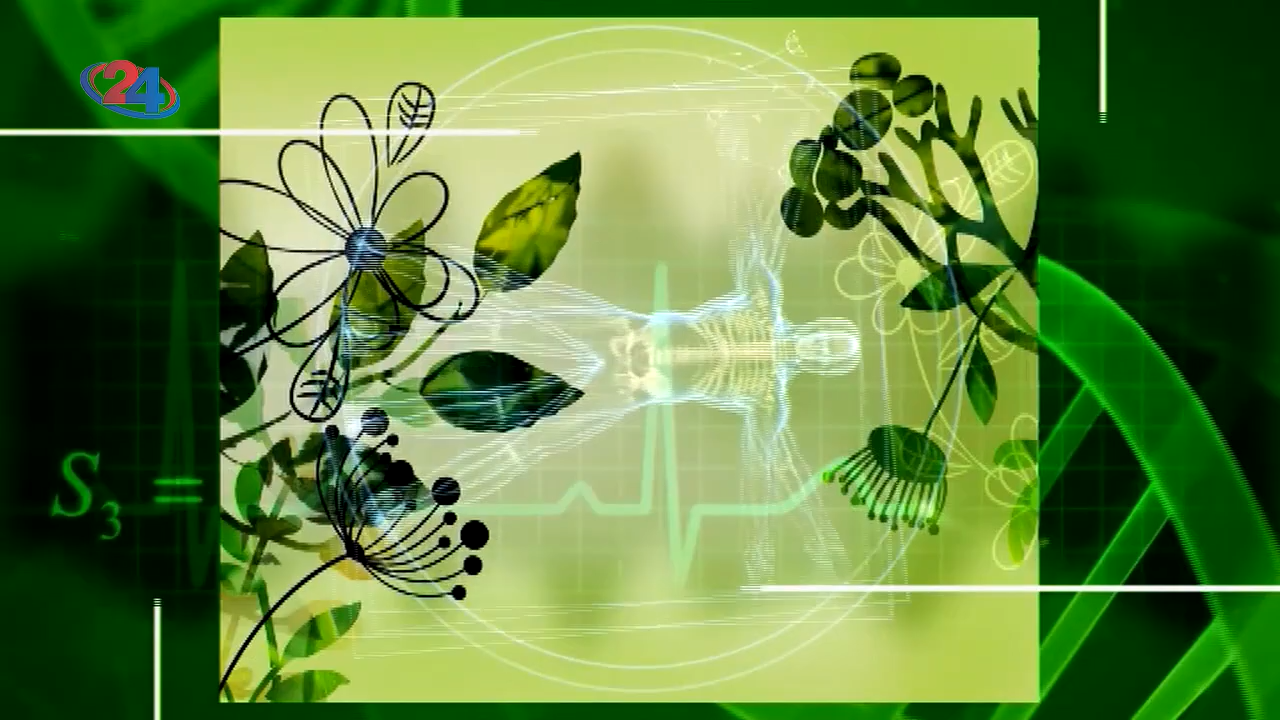 24
S₃ =